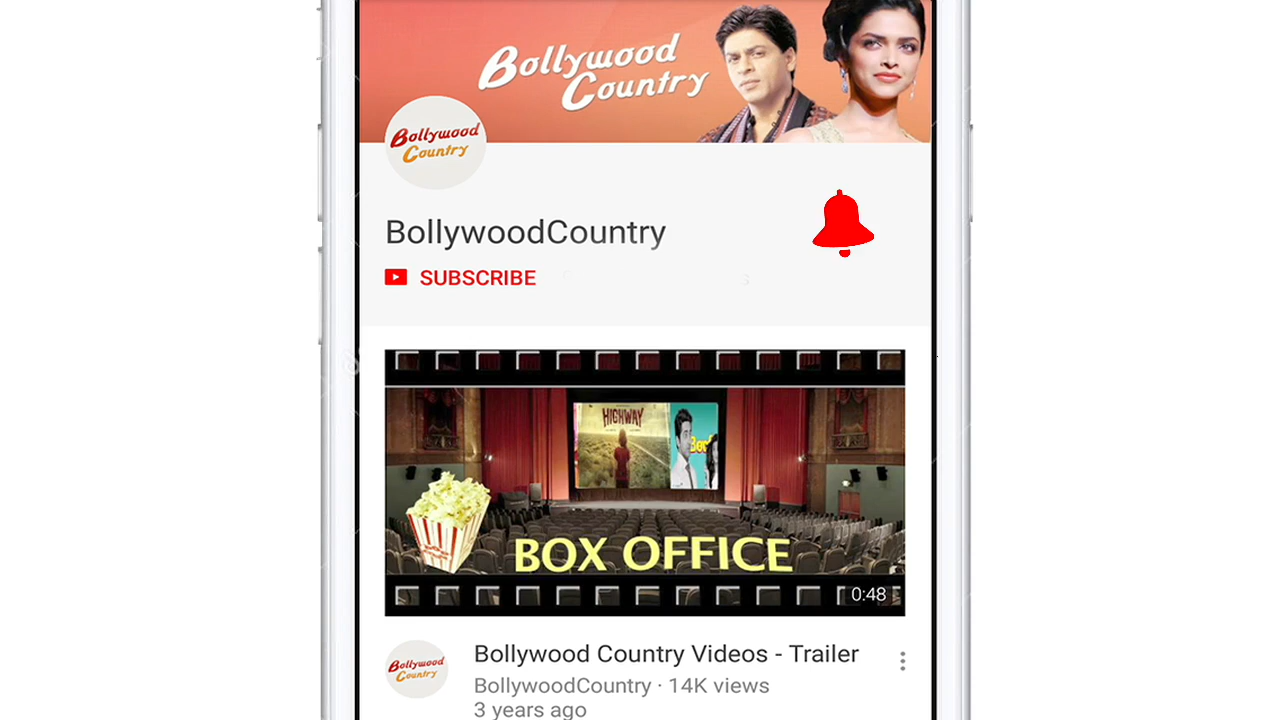 Bollywood
Country
Bollywood
Country
BollywoodCountry
SUBSCRIBE
HIGHWAY
BOX OFFICE
0:48
Bollywood
Country
Bollywood Country Videos - Trailer
BollywoodCountry · 14K views
3 years ago